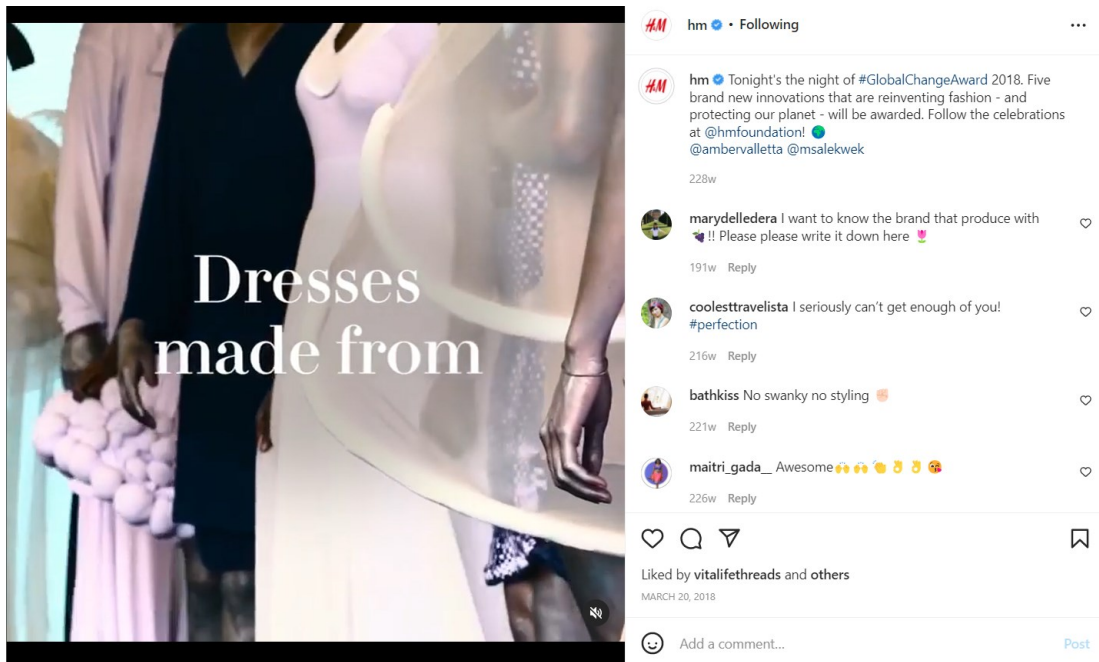 Dresses
made from
H&M hm • Following
H&M hm Tonight's the night of #GlobalChangeAward 2018. Five
brand new innovations that are reinventing fashion - and
protecting our planet - will be awarded. Follow the celebrations
at @hmfoundation! 🌍
@ambervalletta @msalekwek
228w
marydelledera I want to know the brand that produce with
🍇!! Please please write it down here 🌷
191w Reply
coolesttravelista I seriously can´t get enough of you!
#perfection
216w Reply
bathkiss No swanky no styling ✊🏻
221w Reply
maitri_gada__ Awesome🙌🙌👏👌👌😘
226w Reply
Liked by vitalifethreads and others
MARCH 20, 2018
Add a comment...
Post